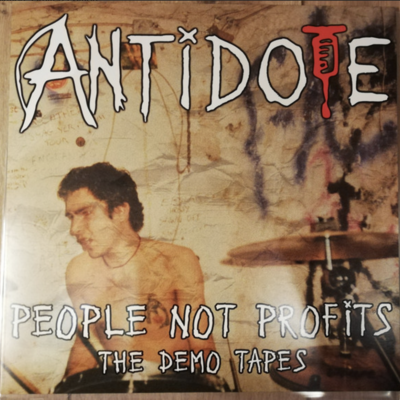 ANTiDOTE
PEOPLE NOT PROFiTS
THE DEMO TAPES